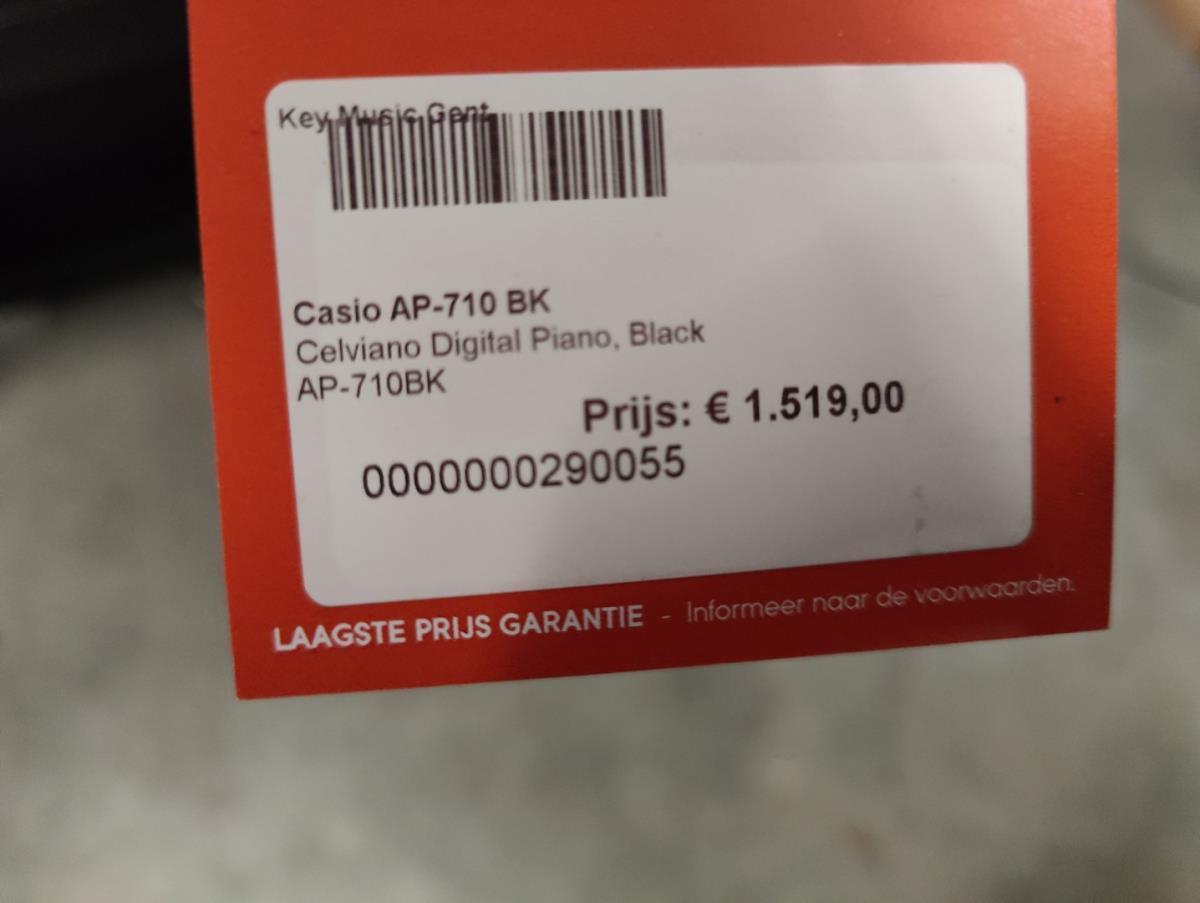 Key Music Gent
Casio AP-710 BK
Celviano Digital Piano, Black
AP-710BK
Prijs: € 1.519,00
0000000290055
LAAGSTE PRIJS GARANTIE - Informeer naar de voorwaarden.